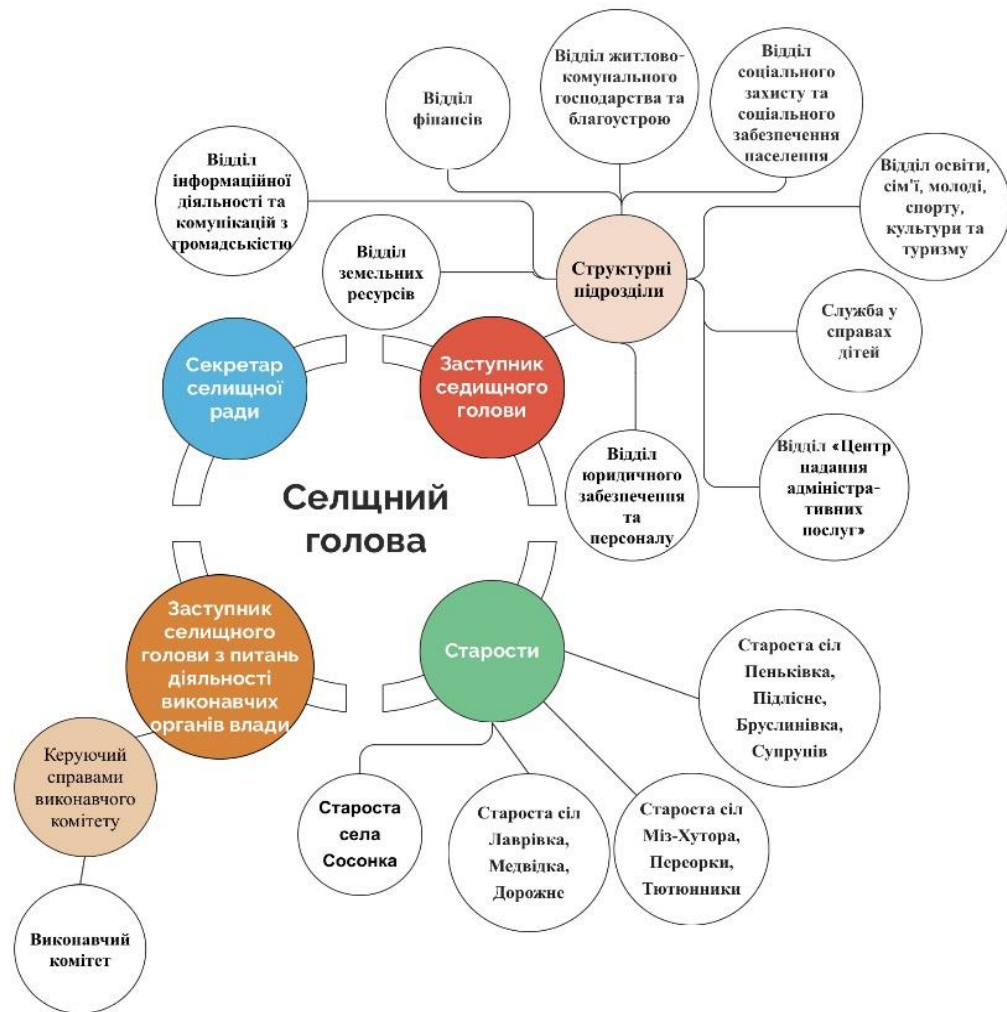 Відділ житлово-
комунального
господарства та
благоустрою
Відділ
соціального
захисту та
соціального
забезпечення
населення
Відділ
фінансів
Відділ
інформаційної
діяльності та
комунікацій з
громадськістю
Відділ освіти,
сім'ї, молоді,
спорту,
культури та
туризму
Відділ
земельних
ресурсів
Структурні
підрозділи
Служба у
справах
дітей
Секретар
селищної
ради
Заступник
седищного
голови
Відділ
юридичного
забезпечення
та
персоналу
Відділ «Центр
надання
адміністра-
тивних
послуг»
Селщний
голова
Заступник
селищного
голови з питань
діяльності
виконавчих
органів влади
Старости
Староста сіл
Пеньківка,
Підлісне,
Бруслинівка,
Супрунів
Керуючий
справами
виконавчого
комітету
Староста
села
Сосонка
Староста сіл
Лаврівка,
Медвідка,
Дорожнє
Староста сіл
Міз-Хутора,
Переорки,
Тютюнники
Виконавчий
комітет